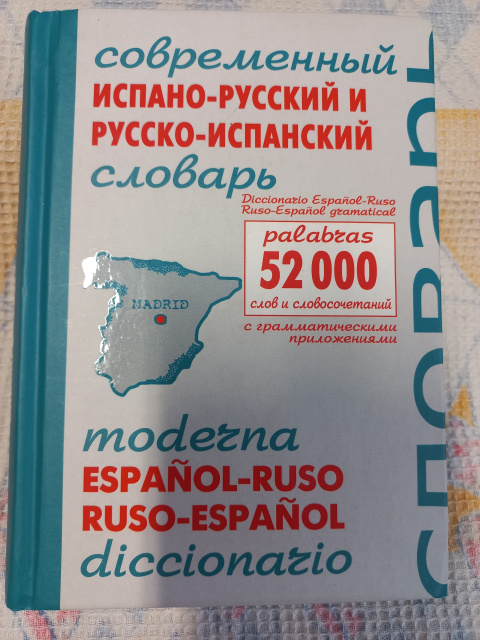 современный
ИСПАНО-РУССКИЙ И
РУССКО-ИСПАНСКИЙ
словарь
Diccionario Español-Ruso
Ruso-Español gramatical
palabras
52 000
слов и словосочетаний
с грамматическими
приложениями
MADRID
moderna
ESPAÑOL-RUSO
RUSO-ESPAÑOL
diccionario
словарь